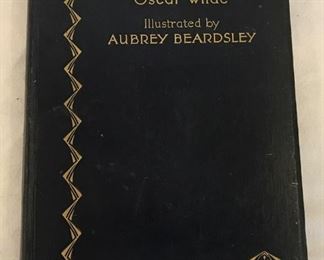 Oscar Wilde
Illustrated by
AUBREY BEARDSLEY